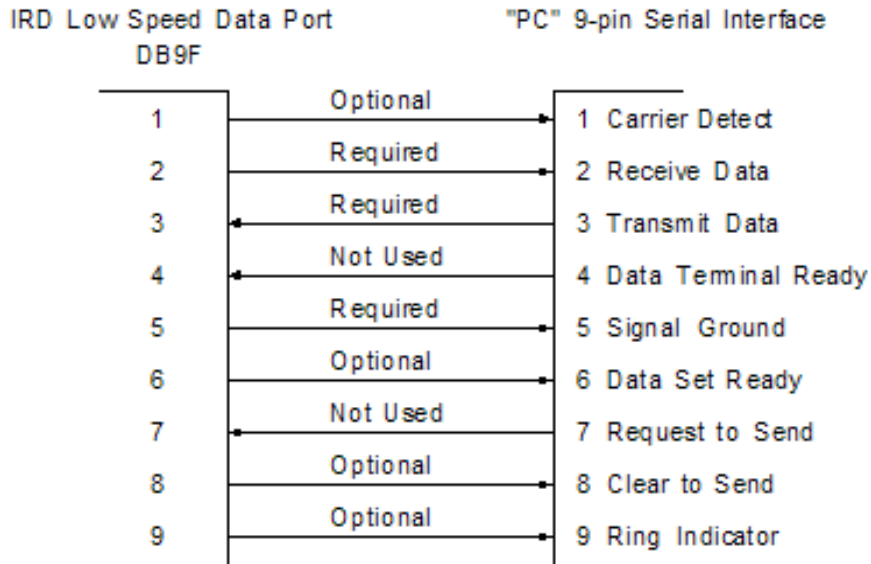 IRD Low Speed Data Port "PC" 9-pin Serial Interface
DB9F
1 Optional 1 Carrier Detect
2 Required 2 Receive Data
3 Required 3 Transmit Data
4 Not Used 4 Data Terminal Ready
5 Required 5 Signal Ground
6 Optional 6 Data Set Ready
7 Not Used 7 Request to Send
8 Optional 8 Clear to Send
9 Optional 9 Ring Indicator